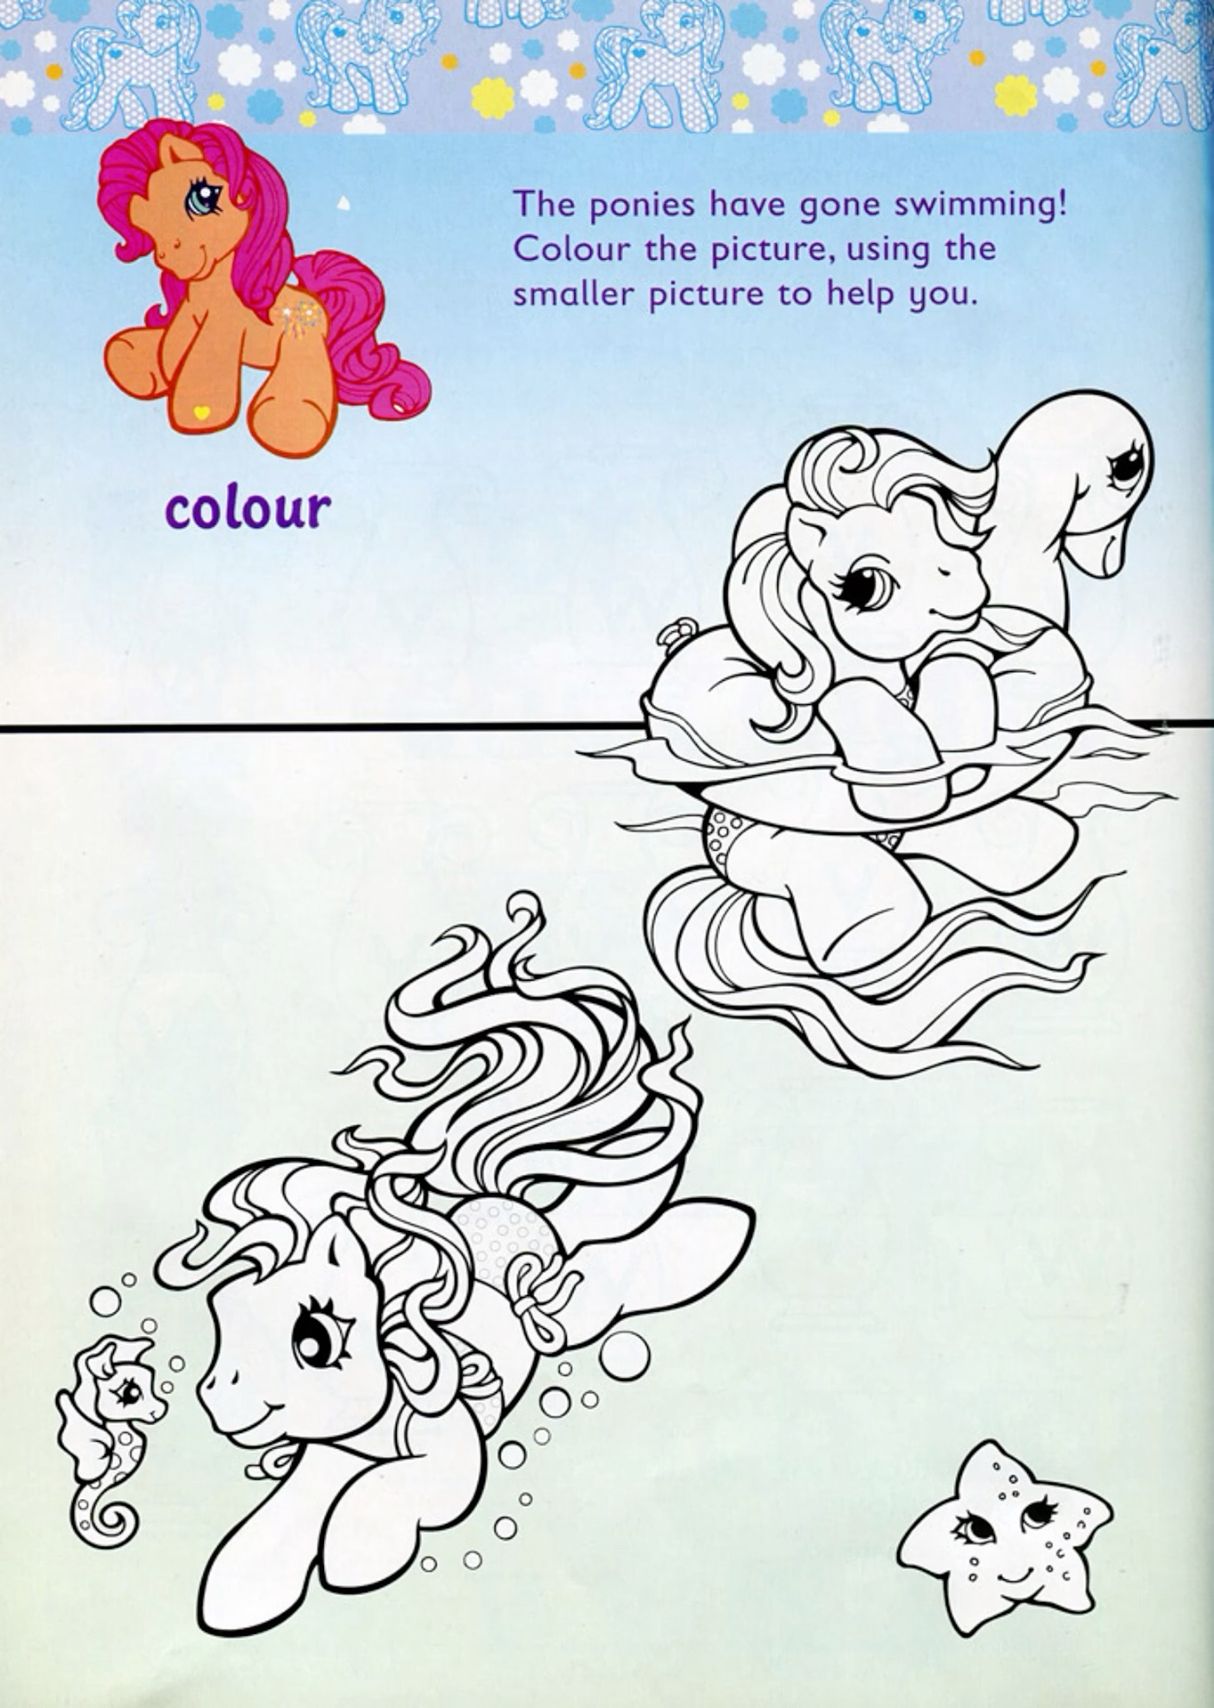 The ponies have gone swimming!
Colour the picture, using the
smaller picture to help you.
colour